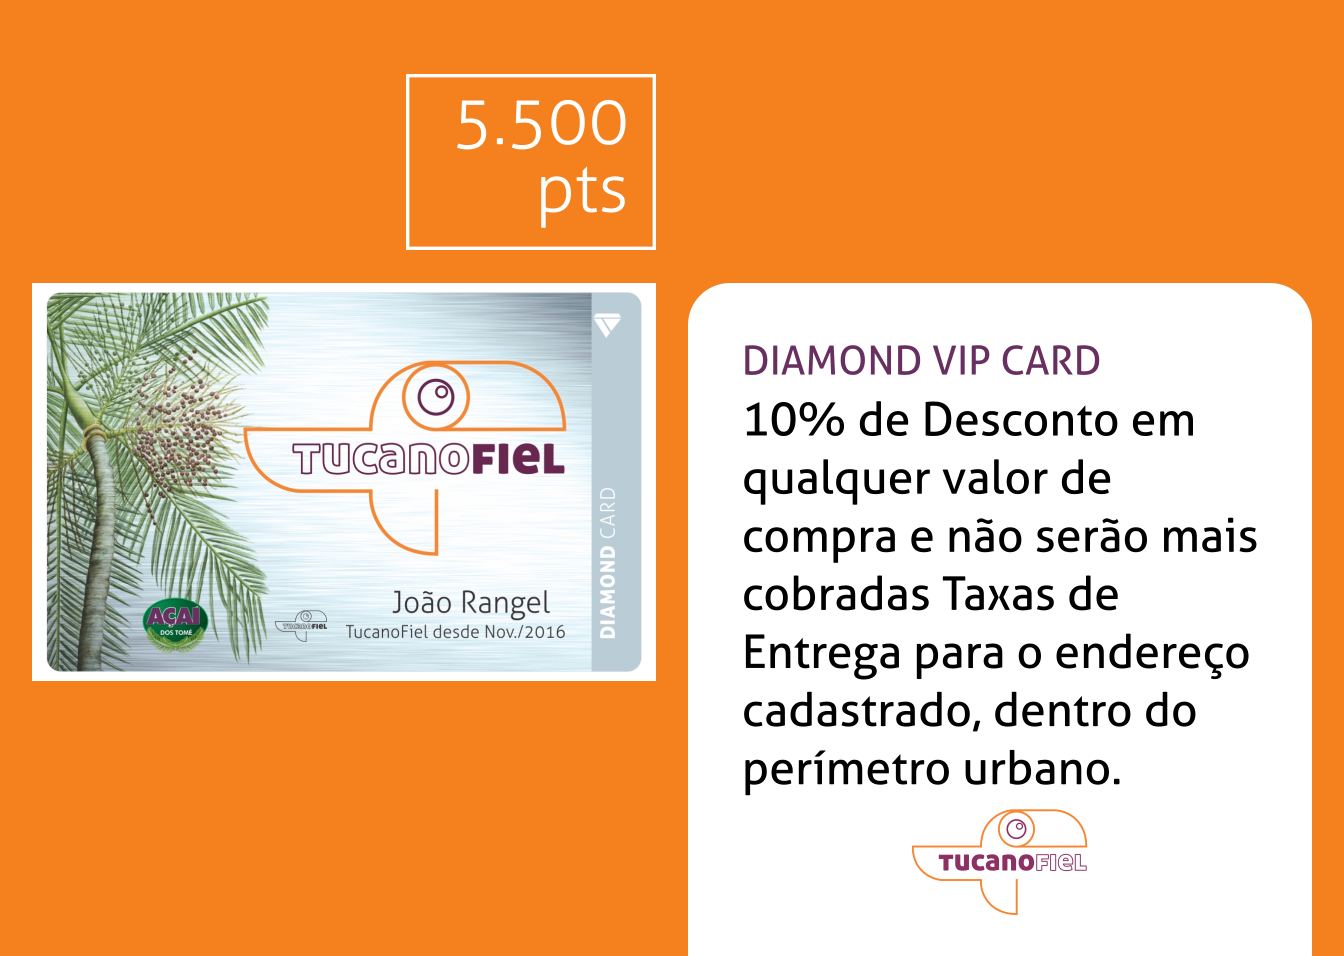 5.500
pts
TUCANOFIEL
DIAMOND CARD
João Rangel
TucanoFiel desde Nov./2016
TUCANOFIEL
AÇAÍ
DOS TOMÉ
DIAMOND VIP CARD
10% de Desconto em
qualquer valor de
compra e não serão mais
cobradas Taxas de
Entrega para o endereço
cadastrado, dentro do
perímetro urbano.
TUCANOFIEL